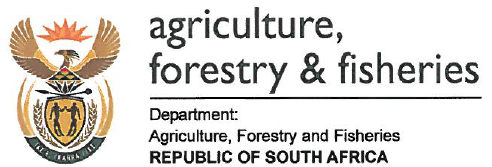 agriculture,
forestry & fisheries
Department:
Agriculture, Forestry and Fisheries
REPUBLIC OF SOUTH AFRICA